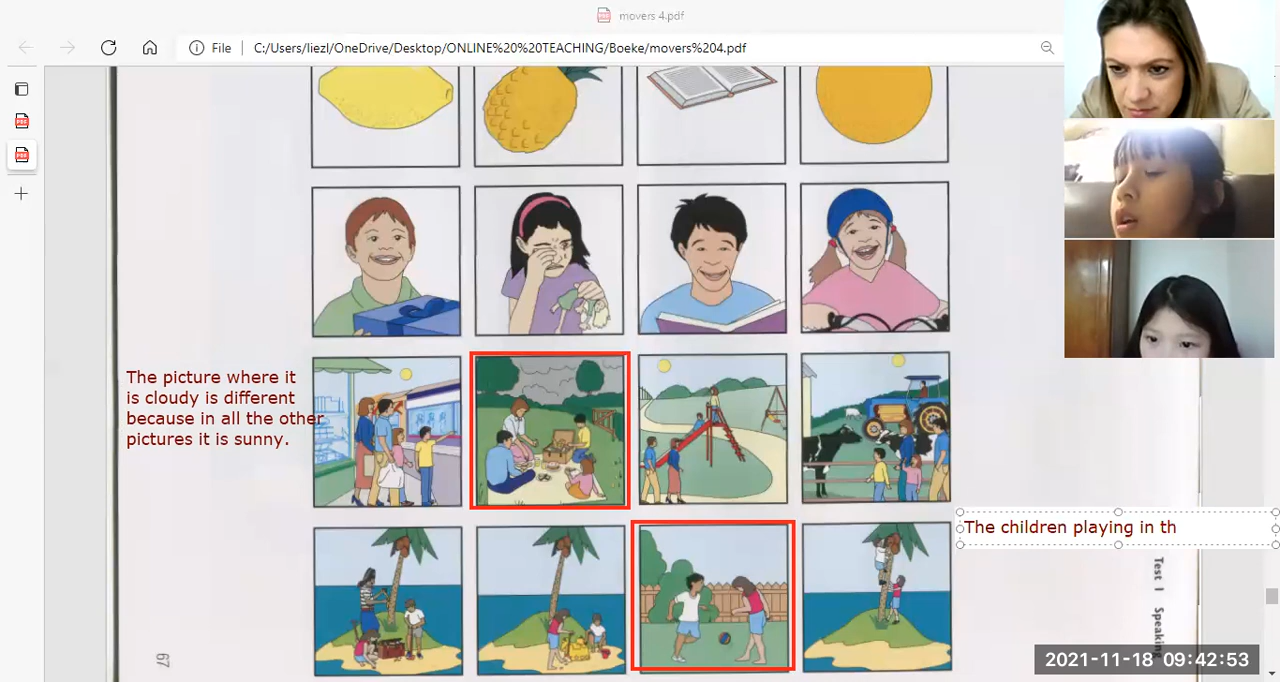 movers 4.pdf
File
C:/Users/liezl/OneDrive/Desktop/ONLINE%20%20TEACHING/Boeke/movers%204.pdf
The picture where it
is cloudy is different
because in all the other
pictures it is sunny.
The children playing in th
Test 1 Speaking
67
2021-11-18 09:42:53